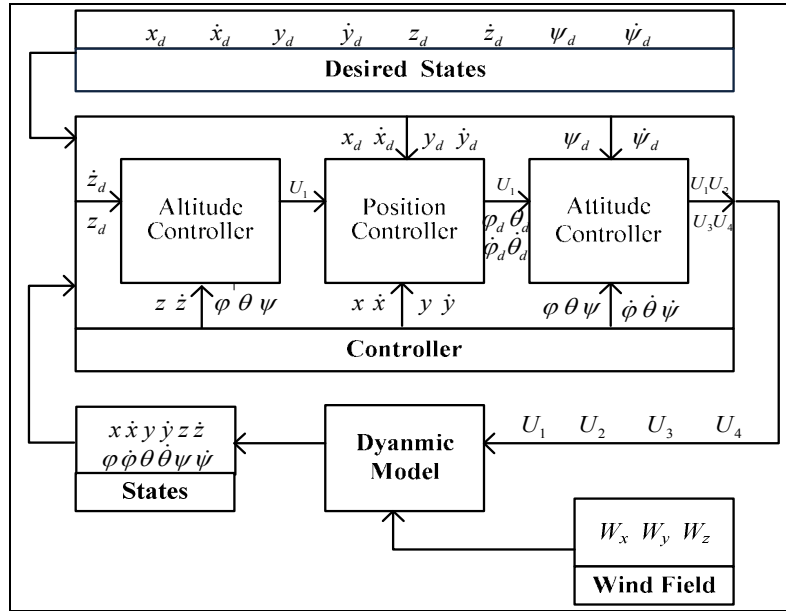 x_d ẋ_d y_d ẏ_d z_d ż_d ψ_d ψ̇_d
Desired States
x_d ẋ_d y_d ẏ_d
ψ_d ψ̇_d
ż_d
z_d
Altitude
Controller
U_1
Position
Controller
U_1
φ_d θ_d
φ̇_d θ̇_d
Attitude
Controller
U_1 U_2
U_3 U_4
z ż φ θ ψ
x ẋ y ẏ
φ θ ψ φ̇ θ̇ ψ̇
Controller
x ẋ y ẏ z ż
φ φ̇ θ θ̇ ψ ψ̇
States
Dyanmic
Model
U_1 U_2 U_3 U_4
W_x W_y W_z
Wind Field